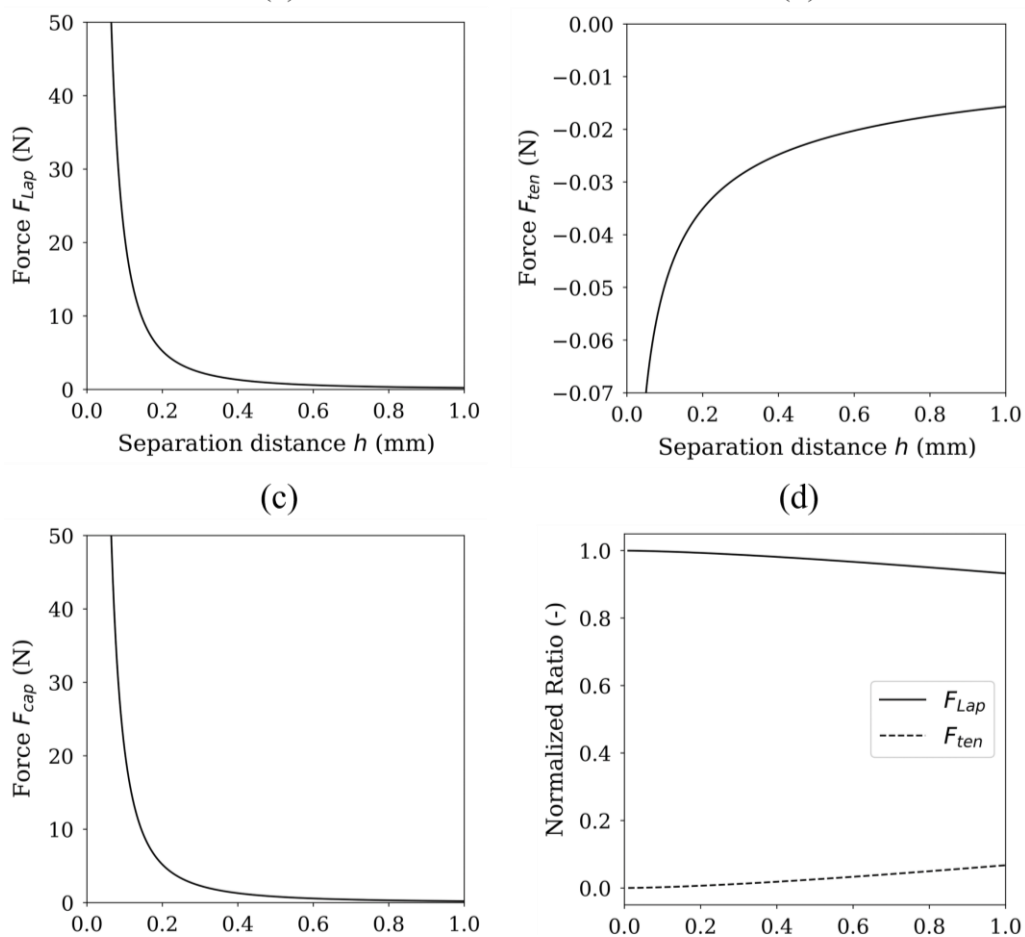 50
40
30
20
10
0
Force F_Lap (N)
0.0 0.2 0.4 0.6 0.8 1.0
Separation distance h (mm)
0.00
−0.01
−0.02
−0.03
−0.04
−0.05
−0.06
−0.07
Force F_ten (N)
0.0 0.2 0.4 0.6 0.8 1.0
Separation distance h (mm)
(c)
(d)
50
40
30
20
10
0
Force F_cap (N)
0.0 0.2 0.4 0.6 0.8 1.0
1.0
0.8
0.6
0.4
0.2
0.0
Normalized Ratio (-)
F_Lap
F_ten
0.0 0.2 0.4 0.6 0.8 1.0